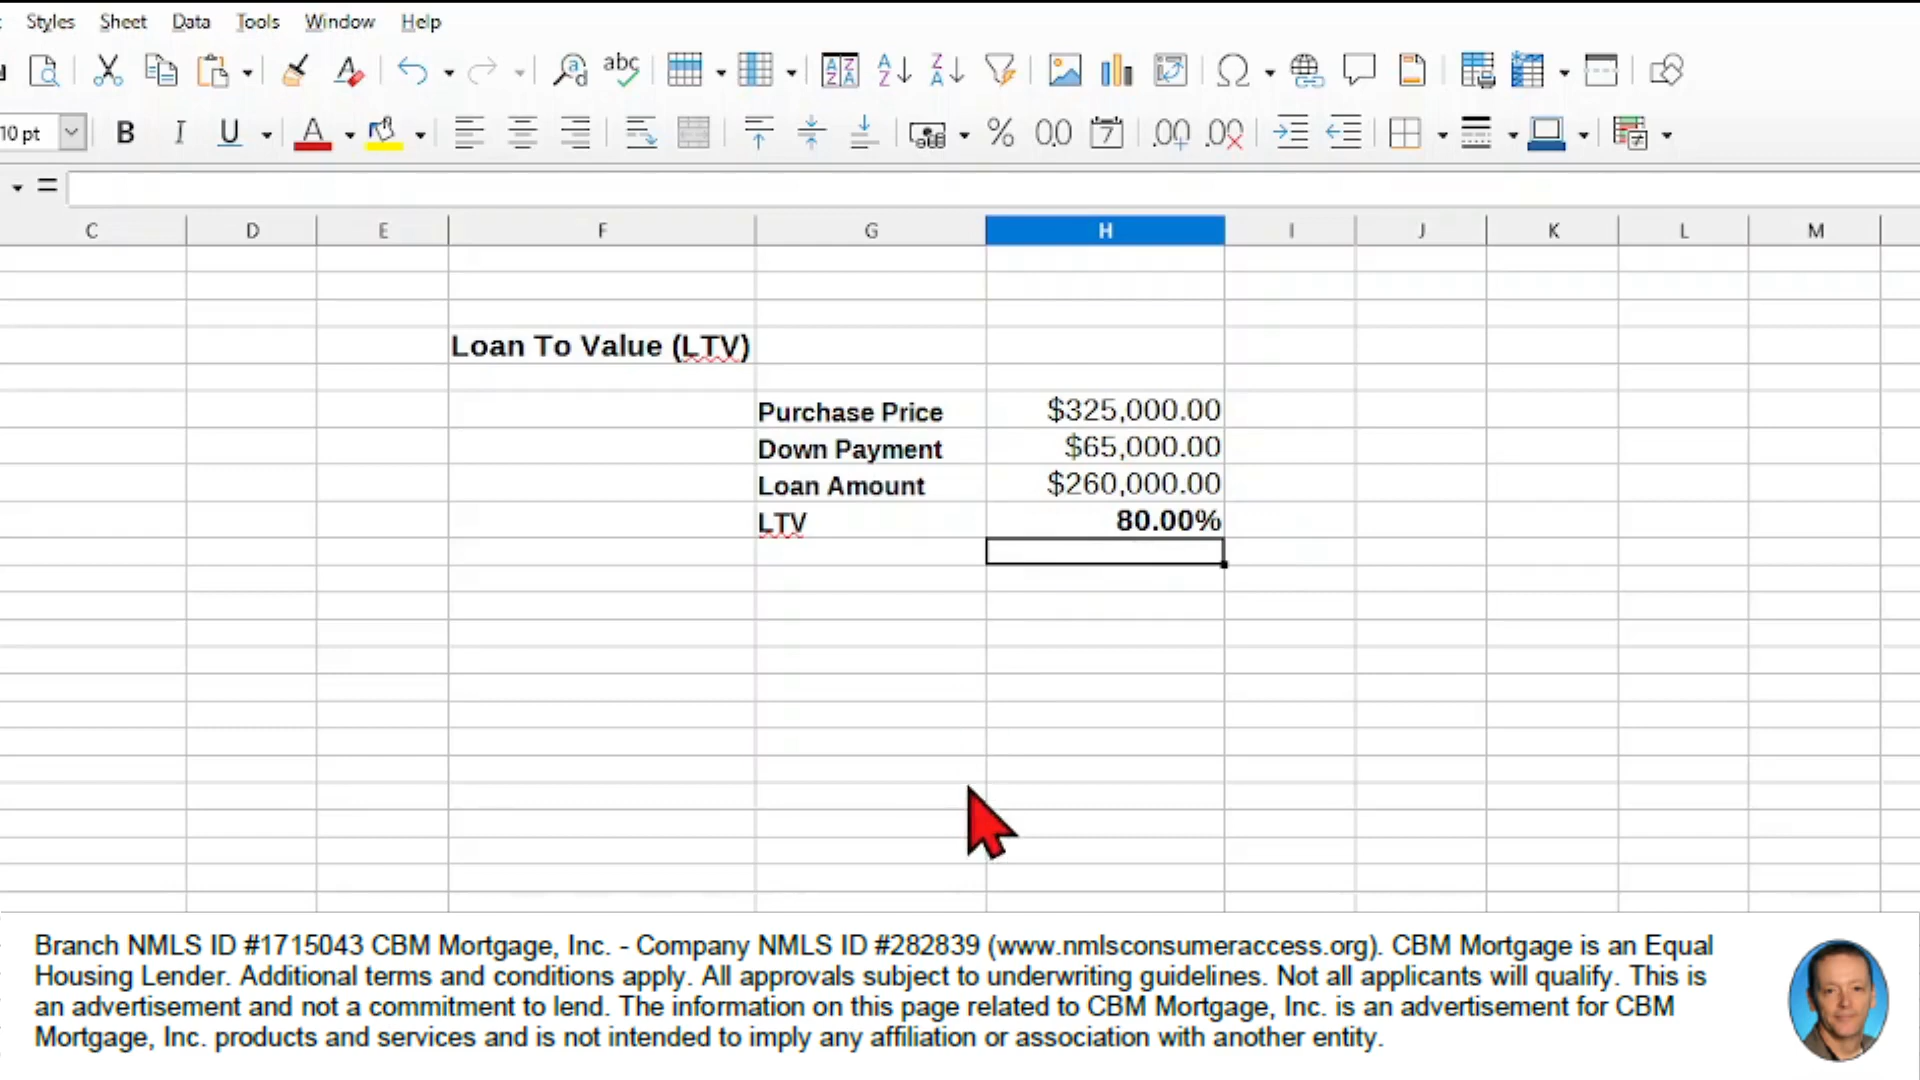 Styles Sheet Data Tools Window Help
abc
10 pt B I U A % 0.0 7 .00 .00
=
C D E F G H I J K L M
Loan To Value (LTV)
Purchase Price $325,000.00
Down Payment $65,000.00
Loan Amount $260,000.00
LTV 80.00%
Branch NMLS ID #1715043 CBM Mortgage, Inc. - Company NMLS ID #282839 (www.nmlsconsumeraccess.org). CBM Mortgage is an Equal
Housing Lender. Additional terms and conditions apply. All approvals subject to underwriting guidelines. Not all applicants will qualify. This is
an advertisement and not a commitment to lend. The information on this page related to CBM Mortgage, Inc. is an advertisement for CBM
Mortgage, Inc. products and services and is not intended to imply any affiliation or association with another entity.